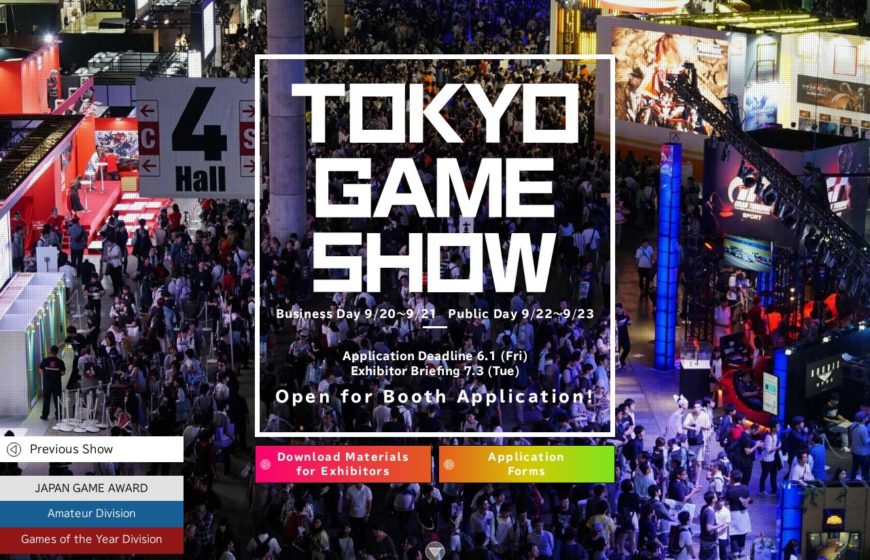 C
4
S
Hall
TOKYO
GAME
SHOW
Business Day 9/20~9/21 Public Day 9/22~9/23
Application Deadline 6.1 (Fri)
Exhibitor Briefing 7.3 (Tue)
Open for Booth Application!
SPORT
Previous Show
Download Materials
for Exhibitors
Application
Forms
JAPAN GAME AWARD
Amateur Division
Games of the Year Division